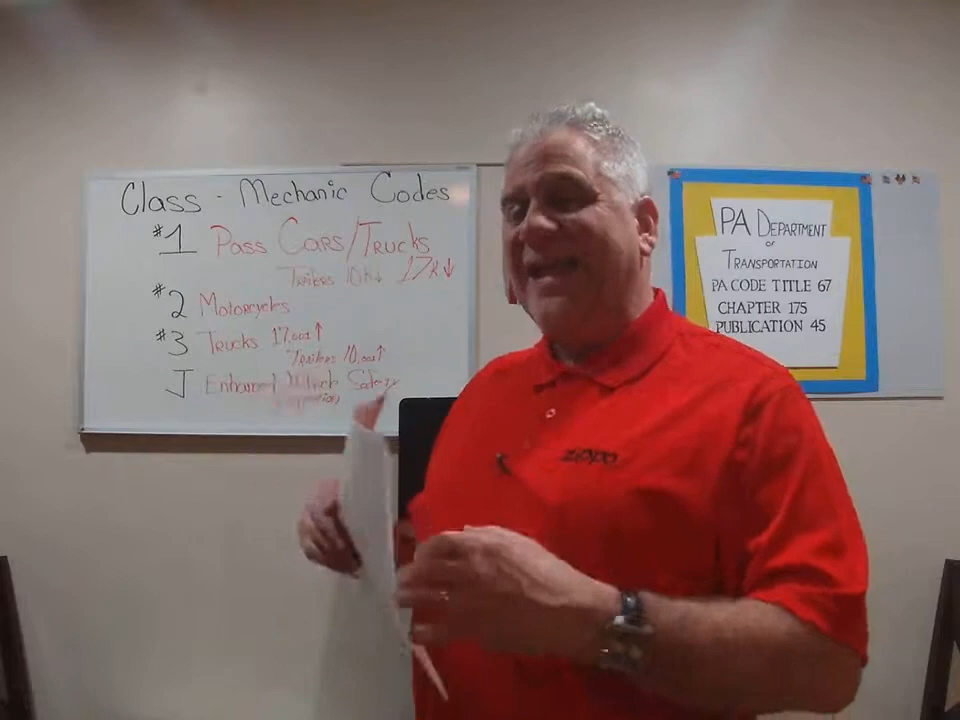 Class - Mechanic Codes
#1 Pass Cars/Trucks
Trailers 10K↓ 17K↓
#2 Motorcycles
#3 Trucks 17,001↑
Trailers 10,001↑
J Enhanced Safety
PA DEPARTMENT
OF
TRANSPORTATION
PA CODE TITLE 67
CHAPTER 175
PUBLICATION 45
zippo